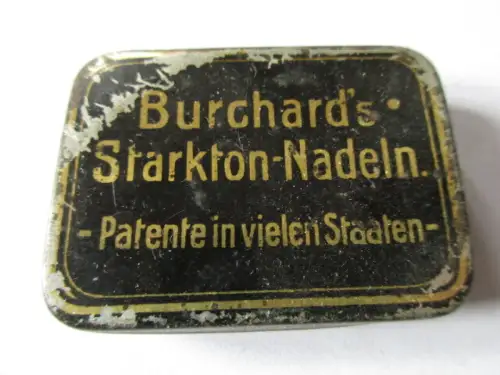 Burchard's
Starkton-Nadeln.
- Patente in vielen Staaten -